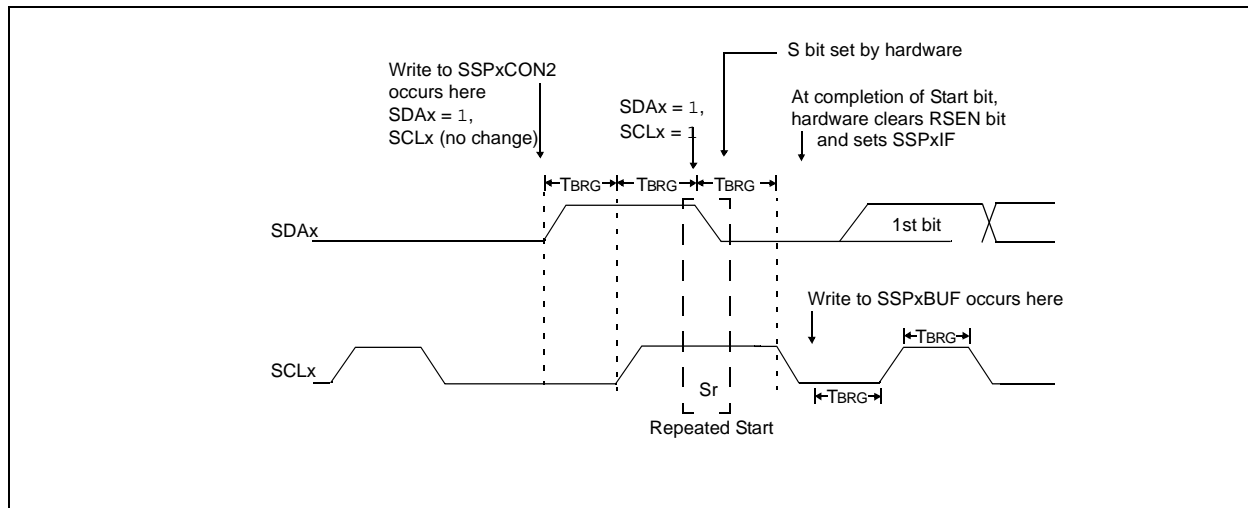 S bit set by hardware
Write to SSPxCON2
occurs here
SDAx = 1,
SCLx (no change)
SDAx = 1,
SCLx = 1
At completion of Start bit,
hardware clears RSEN bit
and sets SSPxIF
TBRG TBRG TBRG
SDAx
1st bit
Write to SSPxBUF occurs here
TBRG
SCLx
Sr
TBRG
Repeated Start